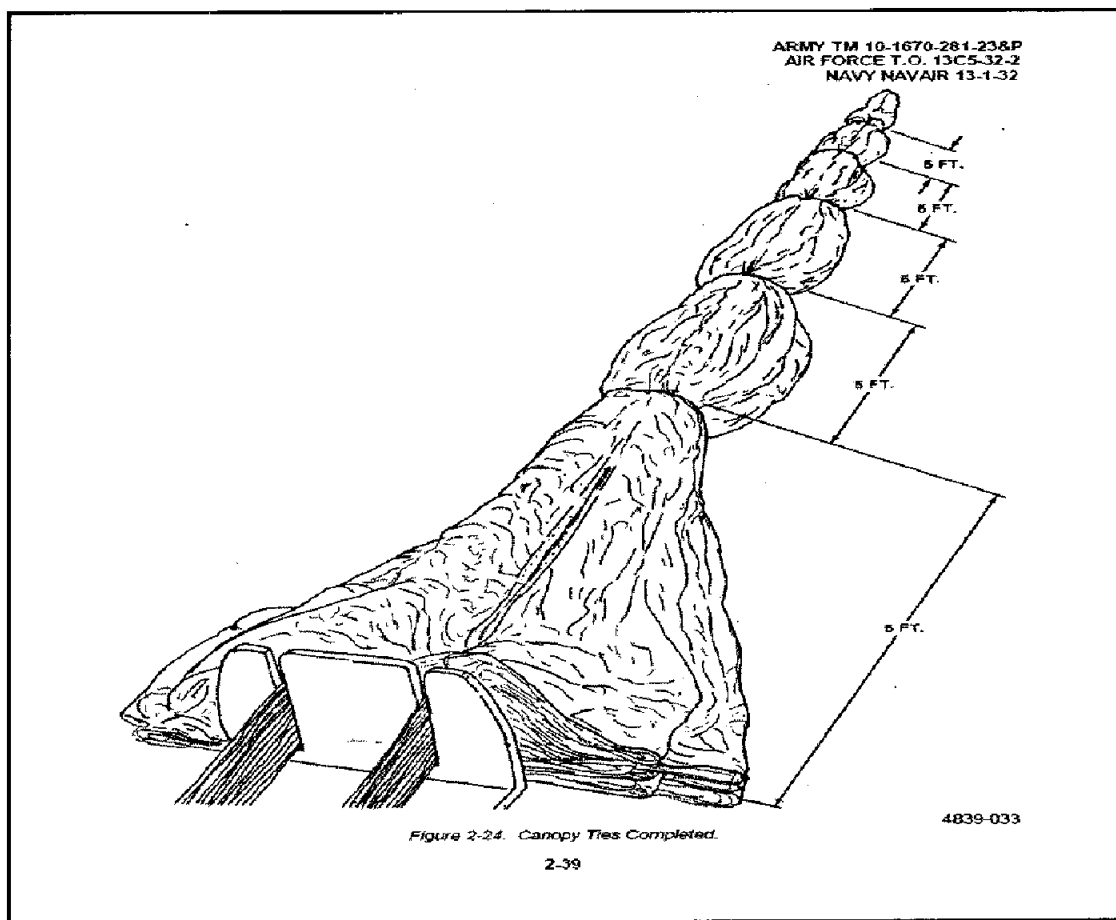 ARMY TM 10-1670-281-23&P
AIR FORCE T.O. 13C5-32-2
NAVY NAVAIR 13-1-32
5 FT.
5 FT.
5 FT.
5 FT.
5 FT.
4839-033
Figure 2-24. Canopy Ties Completed.
2-39